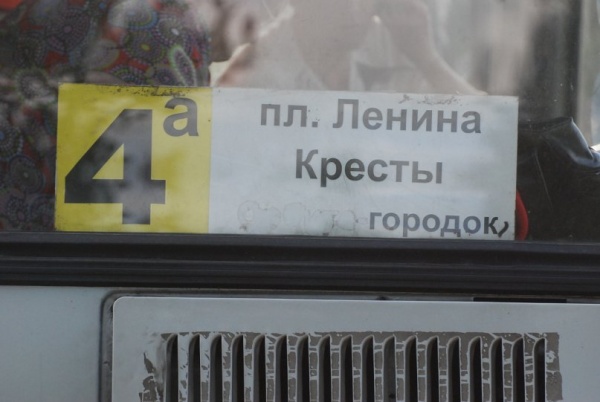 4а
пл. Ленина
Кресты
-городок,